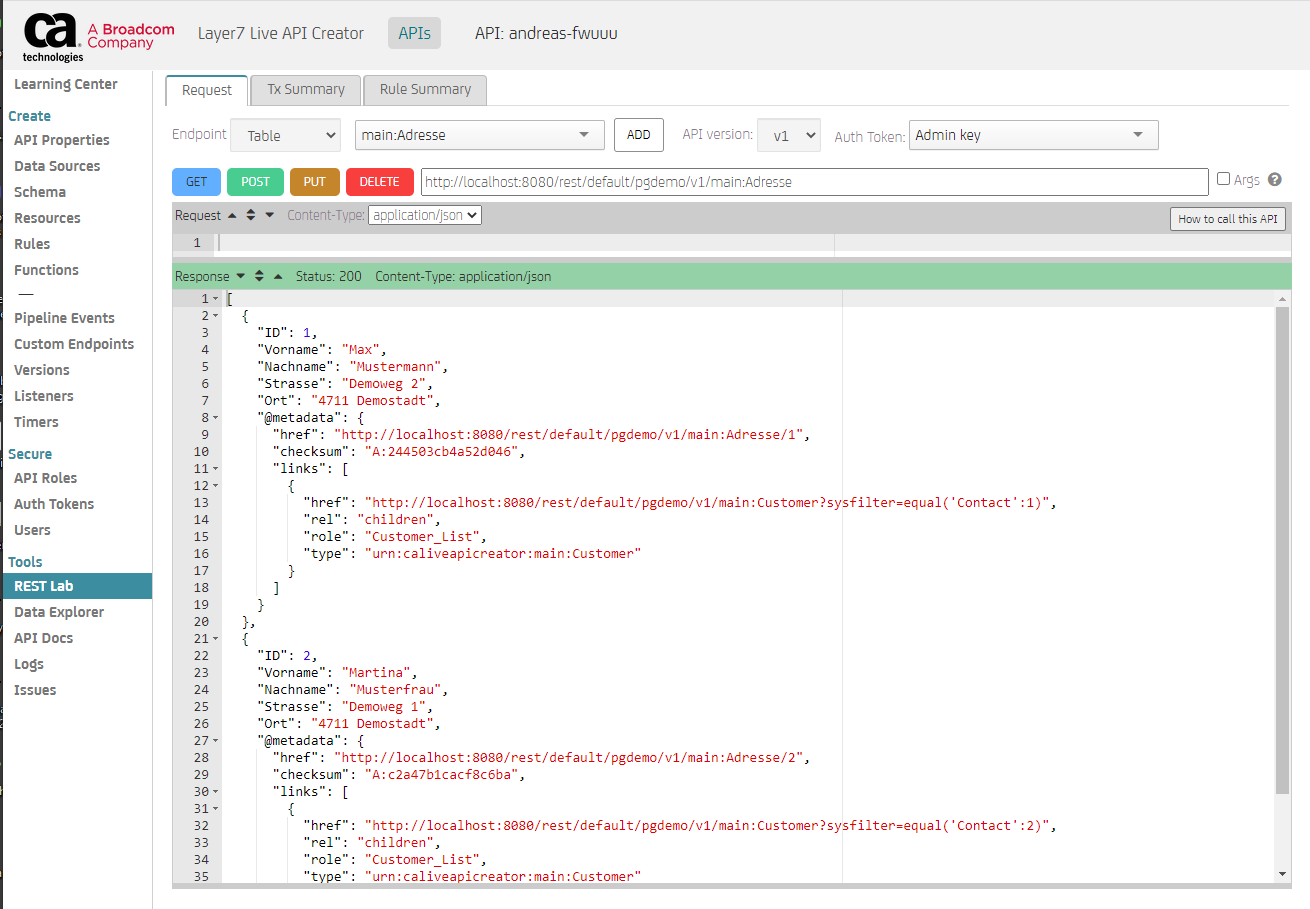 ca A Broadcom Company
technologies
Layer7 Live API Creator APIs API: andreas-fwuuu
Learning Center
Create
API Properties
Data Sources
Schema
Resources
Rules
Functions
—
Pipeline Events
Custom Endpoints
Versions
Listeners
Timers
Secure
API Roles
Auth Tokens
Users
Tools
REST Lab
Data Explorer
API Docs
Logs
Issues
Request Tx Summary Rule Summary
Endpoint Table main:Adresse ADD API version: v1 Auth Token: Admin key
GET POST PUT DELETE http://localhost:8080/rest/default/pgdemo/v1/main:Adresse Args ?
Request Content-Type: application/json How to call this API
1
Response Status: 200 Content-Type: application/json
1 [
2 {
3 "ID": 1,
4 "Vorname": "Max",
5 "Nachname": "Mustermann",
6 "Strasse": "Demoweg 2",
7 "Ort": "4711 Demostadt",
8 "@metadata": {
9 "href": "http://localhost:8080/rest/default/pgdemo/v1/main:Adresse/1",
10 "checksum": "A:244503cb4a52d046",
11 "links": [
12 {
13 "href": "http://localhost:8080/rest/default/pgdemo/v1/main:Customer?sysfilter=equal('Contact':1)",
14 "rel": "children",
15 "role": "Customer_List",
16 "type": "urn:caliveapicreator:main:Customer"
17 }
18 ]
19 }
20 },
21 {
22 "ID": 2,
23 "Vorname": "Martina",
24 "Nachname": "Musterfrau",
25 "Strasse": "Demoweg 1",
26 "Ort": "4711 Demostadt",
27 "@metadata": {
28 "href": "http://localhost:8080/rest/default/pgdemo/v1/main:Adresse/2",
29 "checksum": "A:c2a47b1cacf8c6ba",
30 "links": [
31 {
32 "href": "http://localhost:8080/rest/default/pgdemo/v1/main:Customer?sysfilter=equal('Contact':2)",
33 "rel": "children",
34 "role": "Customer_List",
35 "type": "urn:caliveapicreator:main:Customer"